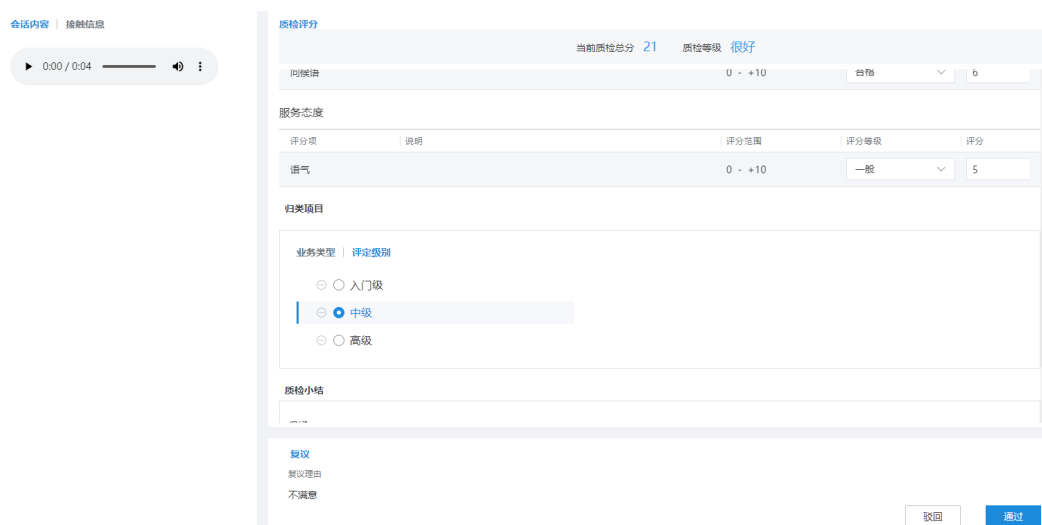 会话内容 接触信息
0:00 / 0:04
质检评分
当前质检总分 21 质检等级 很好
问候语 0 - +10 合格 6
服务态度
评分项 说明 评分范围 评分等级 评分
语气 0 - +10 一般 5
归类项目
业务类型 评定级别
入门级
中级
高级
质检小结
复议
复议理由
不满意
驳回 通过